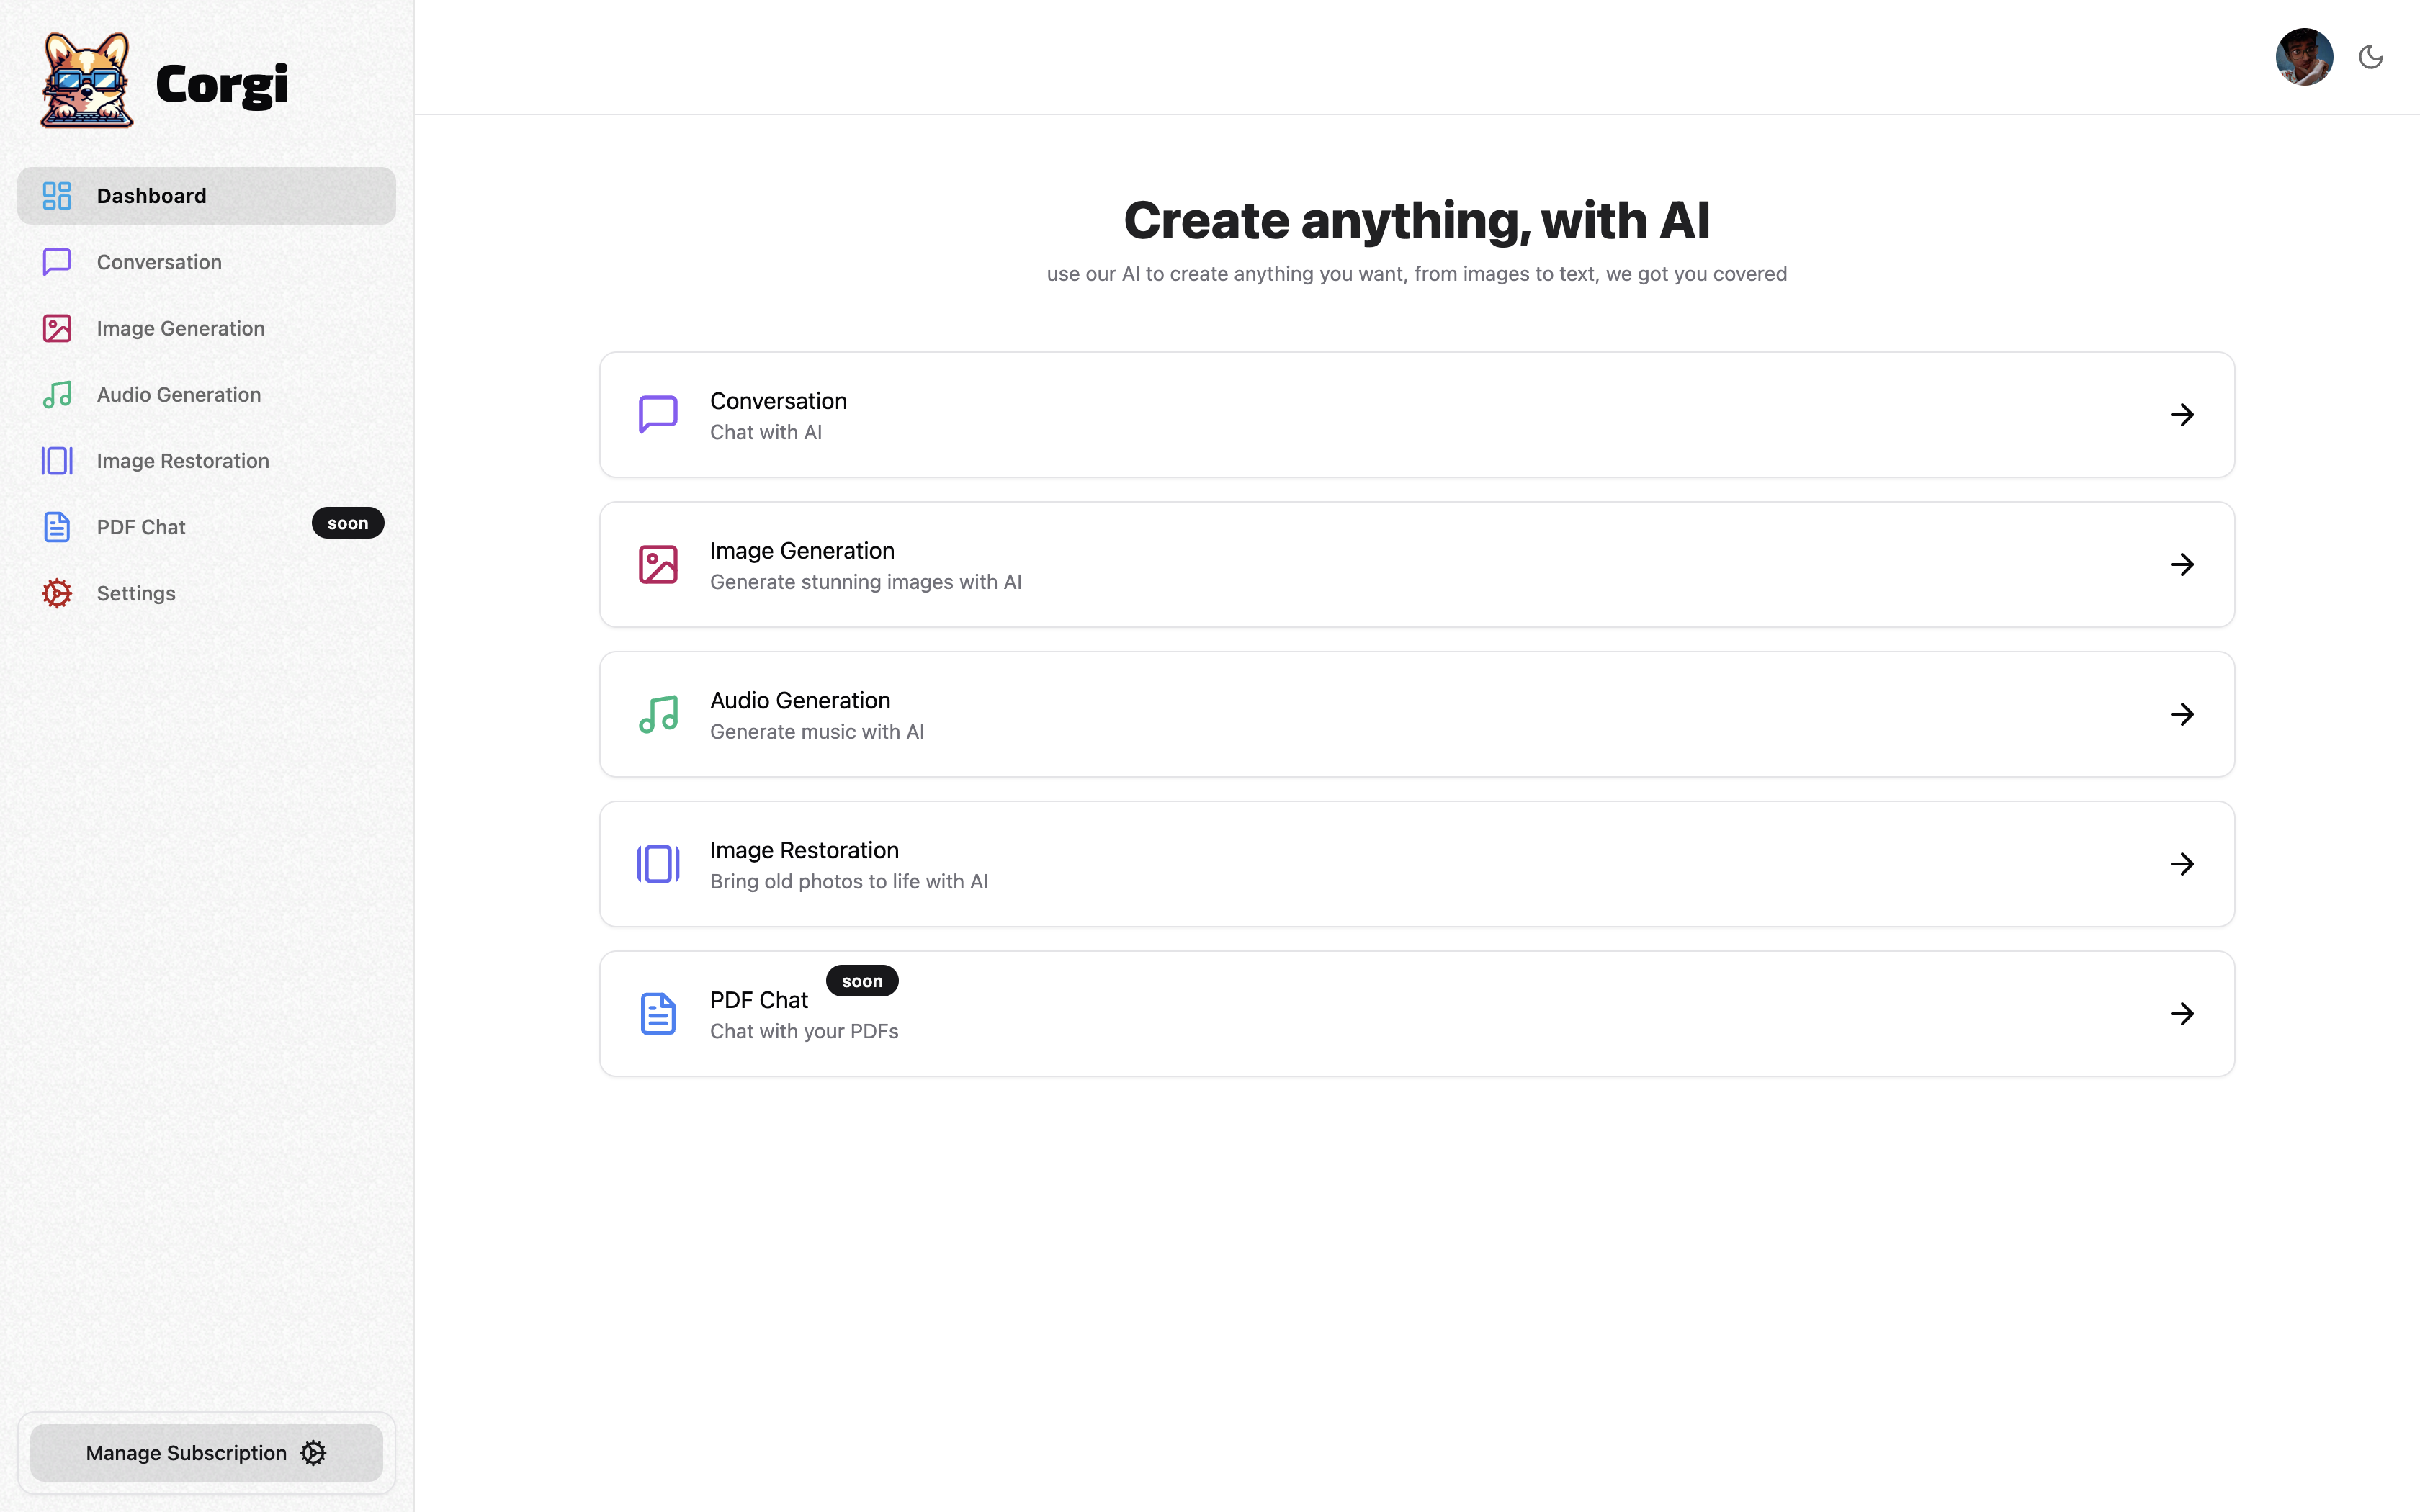 Corgi
Dashboard
Conversation
Image Generation
Audio Generation
Image Restoration
PDF Chat
soon
Settings
Manage Subscription
Create anything, with AI
use our AI to create anything you want, from images to text, we got you covered
Conversation
Chat with AI
Image Generation
Generate stunning images with AI
Audio Generation
Generate music with AI
Image Restoration
Bring old photos to life with AI
PDF Chat
soon
Chat with your PDFs